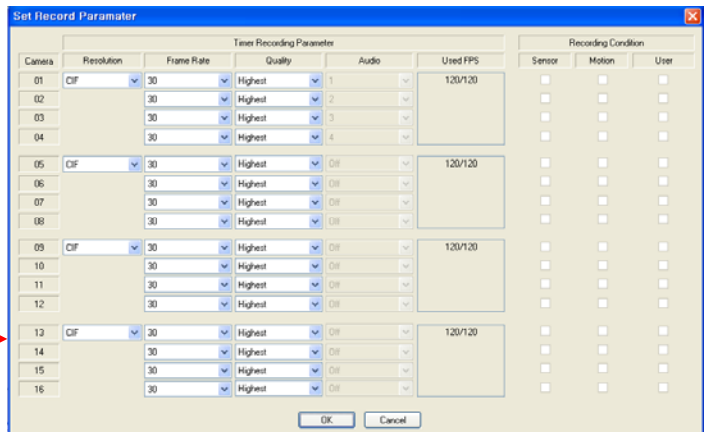 Set Record Paramater
Timer Recording Parameter Recording Condition
Camera Resolution Frame Rate Quality Audio Used FPS Sensor Motion User
01 CIF 30 Highest 1 120/120
02 30 Highest 2
03 30 Highest 3
04 30 Highest 4
05 CIF 30 Highest Off 120/120
06 30 Highest Off
07 30 Highest Off
08 30 Highest Off
09 CIF 30 Highest Off 120/120
10 30 Highest Off
11 30 Highest Off
12 30 Highest Off
13 CIF 30 Highest Off 120/120
14 30 Highest Off
15 30 Highest Off
16 30 Highest Off
OK Cancel